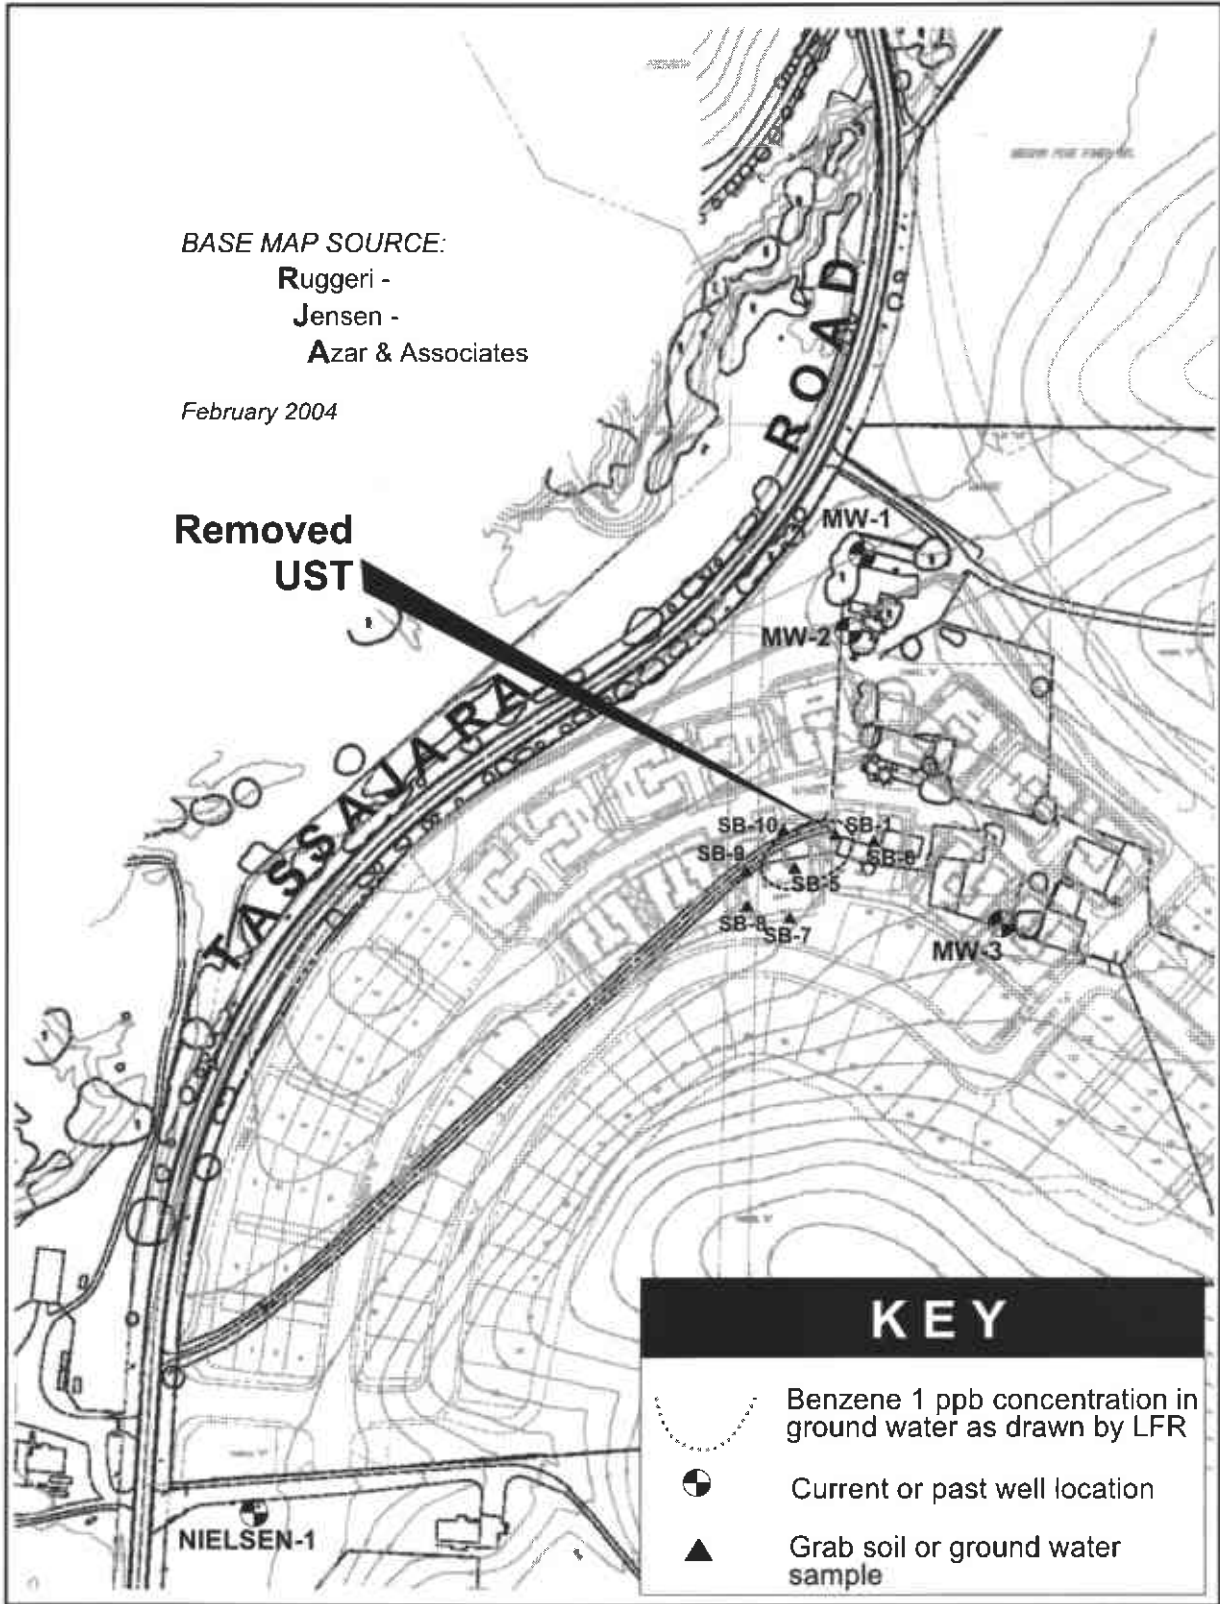 BASE MAP SOURCE:
Ruggeri -
Jensen -
Azar & Associates
February 2004
Removed
UST
TASSAJARA ROAD
MW-1
MW-2
SB-10
SB-1
SB-9
SB-6
SB-5
SB-8
SB-7
MW-3
NIELSEN-1
KEY
Benzene 1 ppb concentration in
ground water as drawn by LFR
Current or past well location
Grab soil or ground water
sample